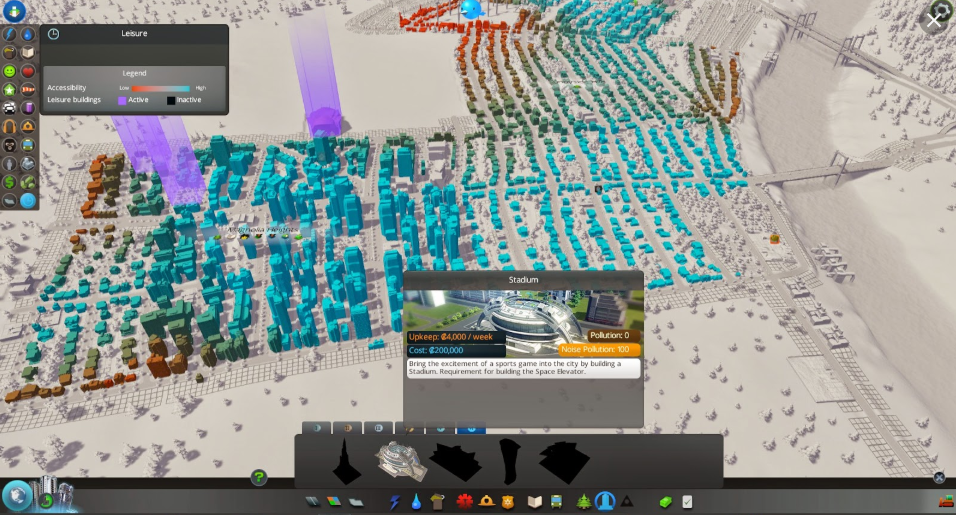 Leisure
Legend
Accessibility Low High
Leisure buildings Active Inactive
Stadium
Upkeep: ₡4,000 / week
Pollution: 0
Cost: ₡200,000
Noise Pollution: 100
Bring the excitement of a sports game into the city by building a
Stadium. Requirement for building the Space Elevator.